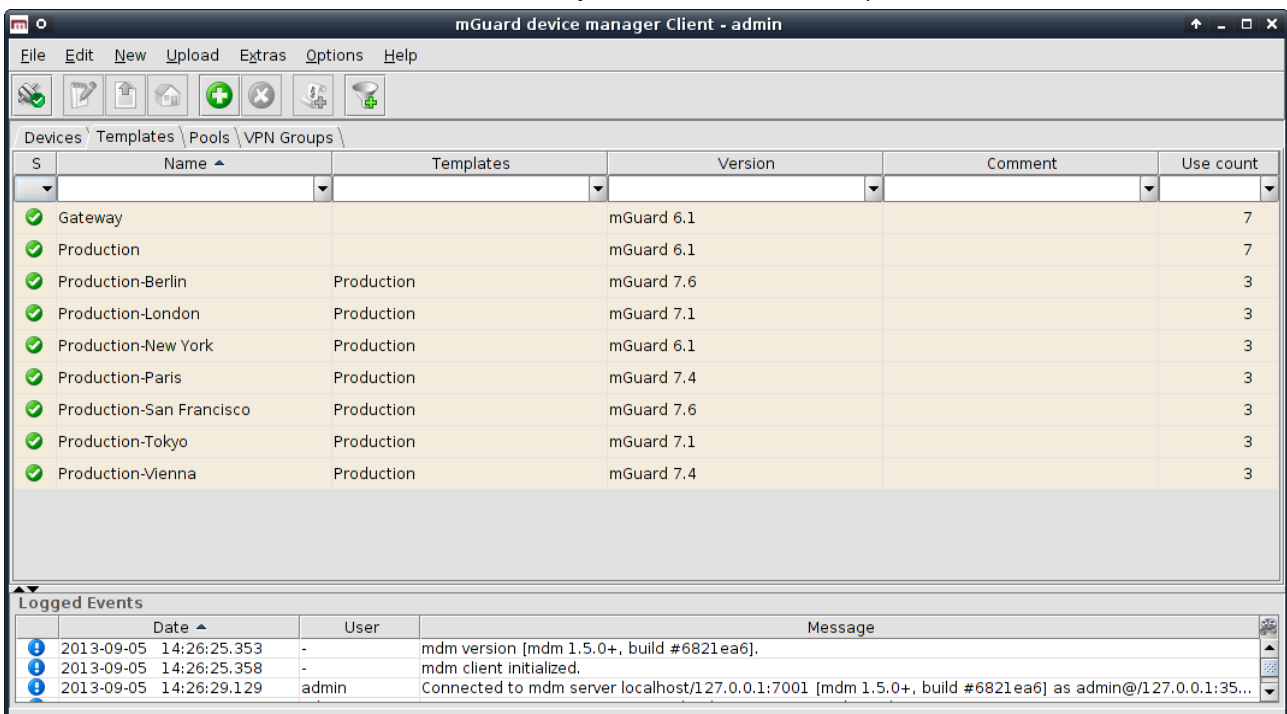 mGuard device manager Client - admin
File Edit New Upload Extras Options Help
Devices Templates Pools VPN Groups
S Name Templates Version Comment Use count
Gateway mGuard 6.1 7
Production mGuard 6.1 7
Production-Berlin Production mGuard 7.6 3
Production-London Production mGuard 7.1 3
Production-New York Production mGuard 6.1 3
Production-Paris Production mGuard 7.4 3
Production-San Francisco Production mGuard 7.6 3
Production-Tokyo Production mGuard 7.1 3
Production-Vienna Production mGuard 7.4 3
Logged Events
Date User Message
2013-09-05 14:26:25.353 - mdm version [mdm 1.5.0+, build #6821ea6].
2013-09-05 14:26:25.358 - mdm client initialized.
2013-09-05 14:26:29.129 admin Connected to mdm server localhost/127.0.0.1:7001 [mdm 1.5.0+, build #6821ea6] as admin@/127.0.0.1:35...